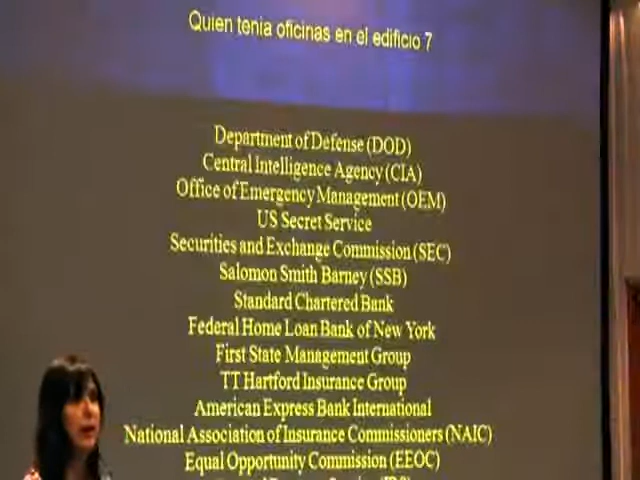 Quien tenia oficinas en el edificio 7
Department of Defense (DOD)
Central Intelligence Agency (CIA)
Office of Emergency Management (OEM)
US Secret Service
Securities and Exchange Commission (SEC)
Salomon Smith Barney (SSB)
Standard Chartered Bank
Federal Home Loan Bank of New York
First State Management Group
TT Hartford Insurance Group
American Express Bank International
National Association of Insurance Commissioners (NAIC)
Equal Opportunity Commission (EEOC)